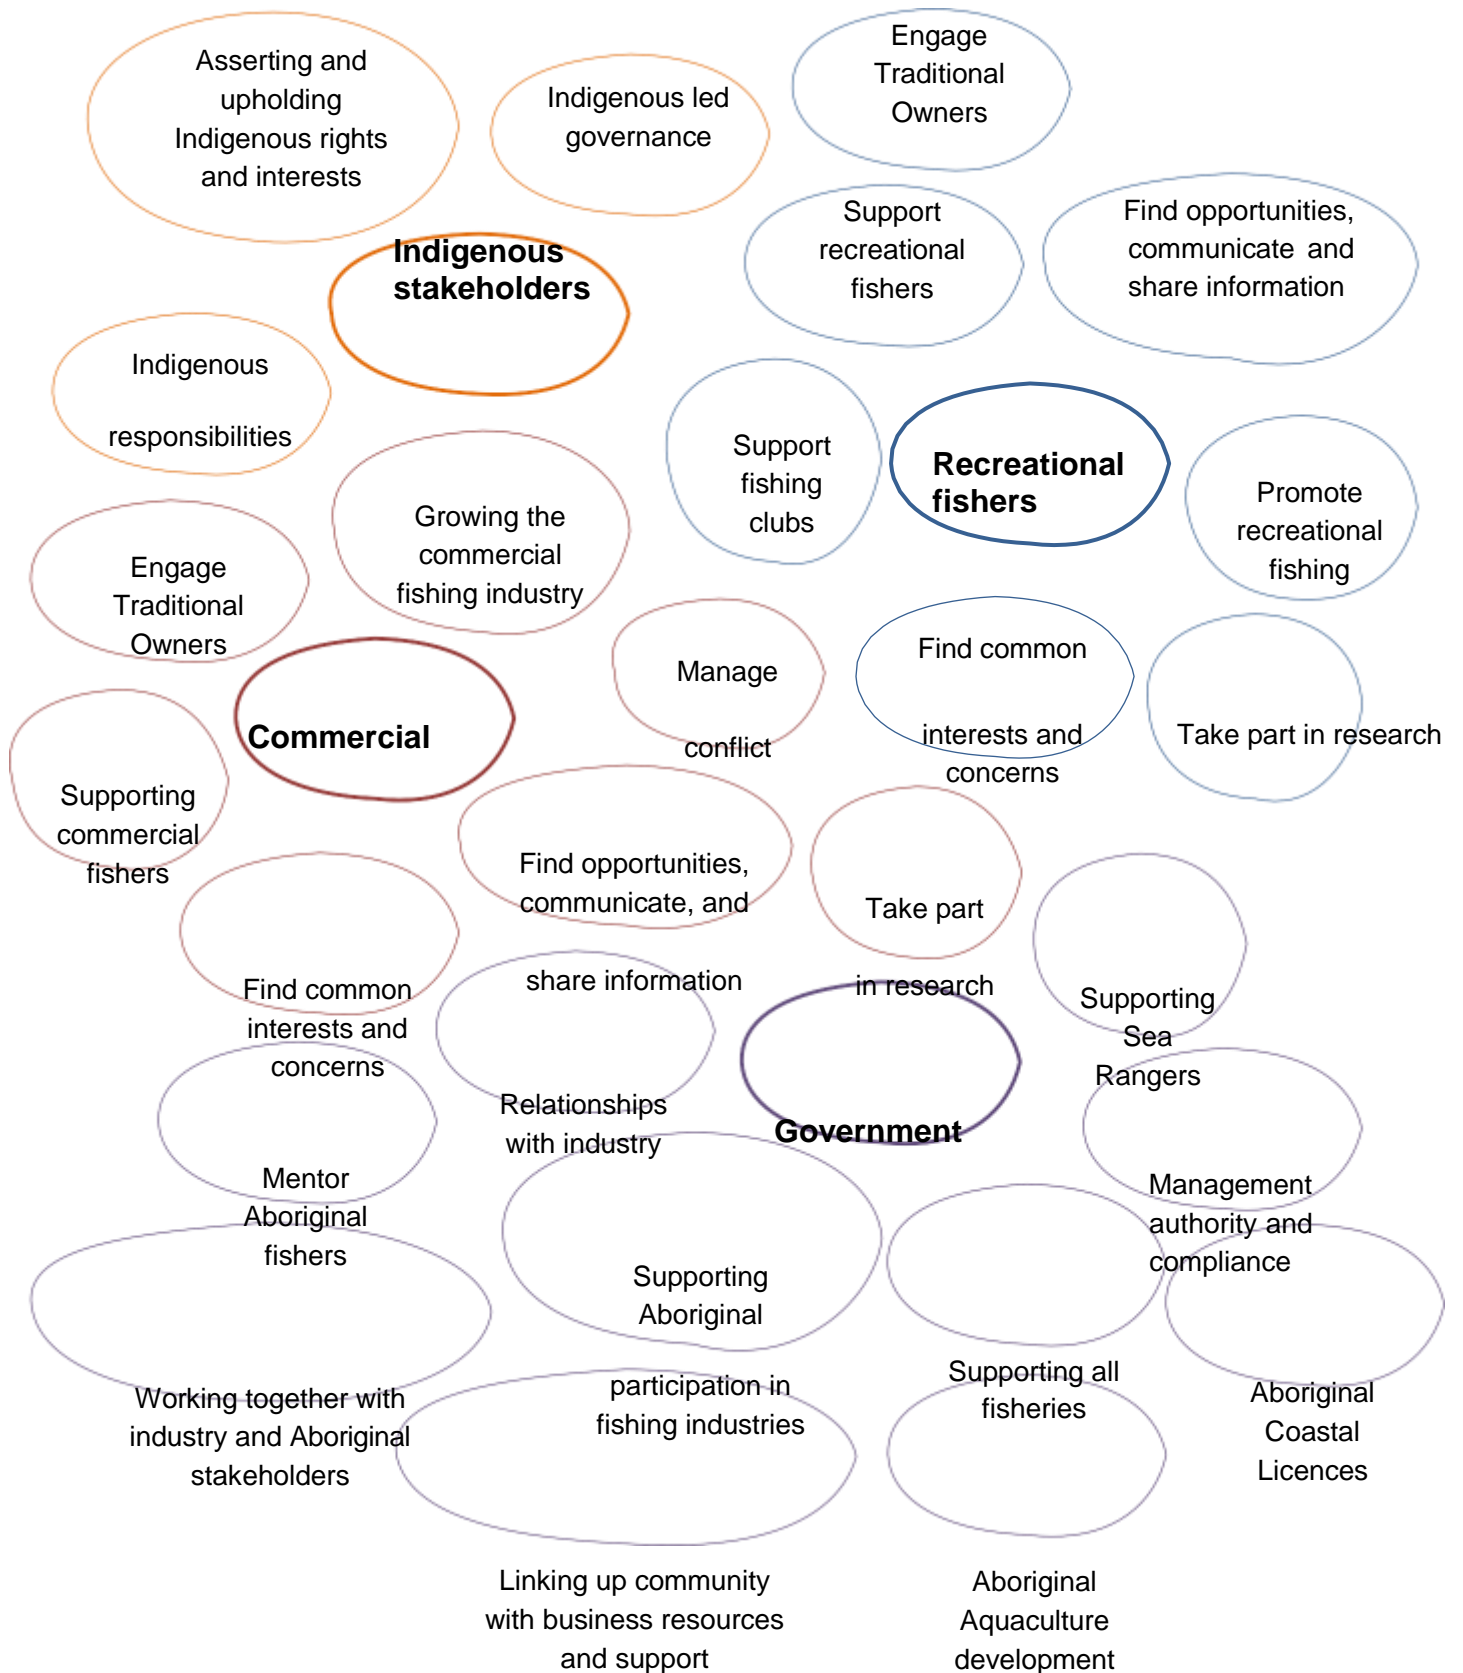 Asserting and
upholding
Indigenous rights
and interests
Indigenous led
governance
Engage
Traditional
Owners
Support
recreational
fishers
Find opportunities,
communicate and
share information
Indigenous
stakeholders
Indigenous
responsibilities
Support
fishing
clubs
Recreational
fishers
Promote
recreational
fishing
Growing the
commercial
fishing industry
Engage
Traditional
Owners
Manage
conflict
Find common
interests and
concerns
Take part in research
Commercial
Supporting
commercial
fishers
Find opportunities,
communicate, and
share information
Take part
in research
Find common
interests and
concerns
Supporting
Sea
Rangers
Relationships
with industry
Government
Mentor
Aboriginal
fishers
Management
authority and
compliance
Supporting
Aboriginal
participation in
fishing industries
Supporting all
fisheries
Aboriginal
Coastal
Licences
Working together with
industry and Aboriginal
stakeholders
Linking up community
with business resources
and support
Aboriginal
Aquaculture
development